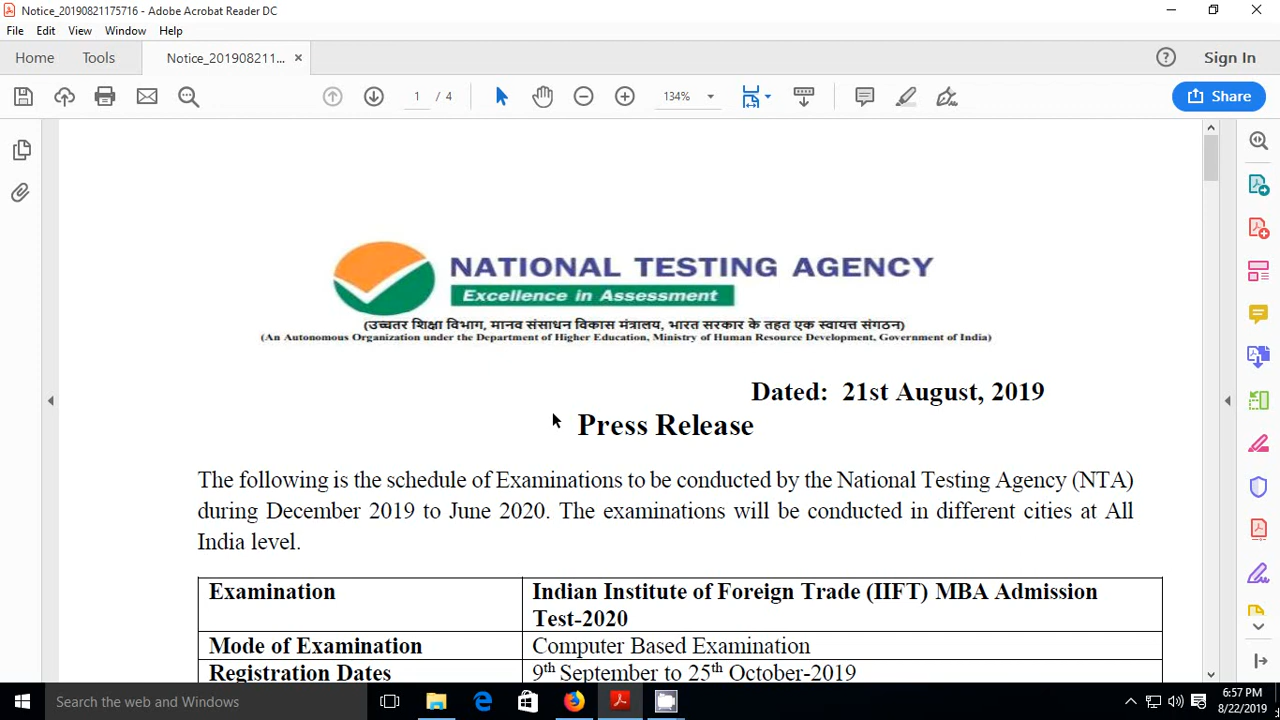 Notice_20190821175716 - Adobe Acrobat Reader DC
File Edit View Window Help
Home Tools Notice_201908211... × Sign In
1 / 4 134% Share
NATIONAL TESTING AGENCY
Excellence in Assessment
(उच्चतर शिक्षा विभाग, मानव संसाधन विकास मंत्रालय, भारत सरकार के तहत एक स्वायत्त संगठन)
(An Autonomous Organization under the Department of Higher Education, Ministry of Human Resource Development, Government of India)
Dated: 21st August, 2019
Press Release
The following is the schedule of Examinations to be conducted by the National Testing Agency (NTA)
during December 2019 to June 2020. The examinations will be conducted in different cities at All
India level.
Examination Indian Institute of Foreign Trade (IIFT) MBA Admission
Test-2020
Mode of Examination Computer Based Examination
Registration Dates 9th September to 25th October-2019
Search the web and Windows
6:57 PM
8/22/2019